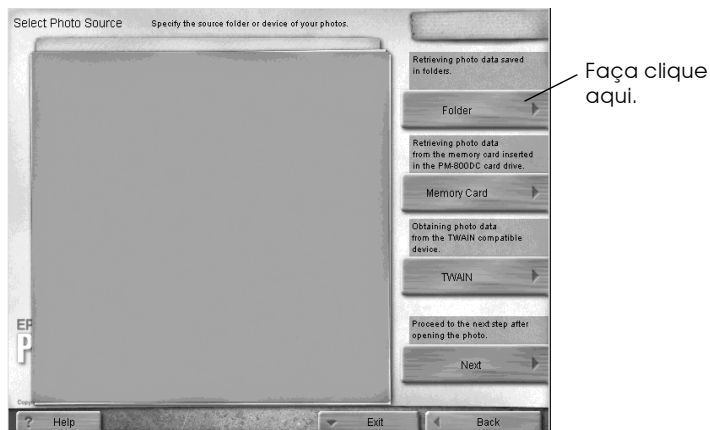 Select Photo Source
Specify the source folder or device of your photos.
Retrieving photo data saved
in folders.
Folder
Faça clique
aqui.
Retrieving photo data
from the memory card inserted
in the PM-800DC card drive.
Memory Card
Obtaining photo data
from the TWAIN compatible
device.
TWAIN
Proceed to the next step after
opening the photo.
Next
EP
P
? Help
Exit
Back